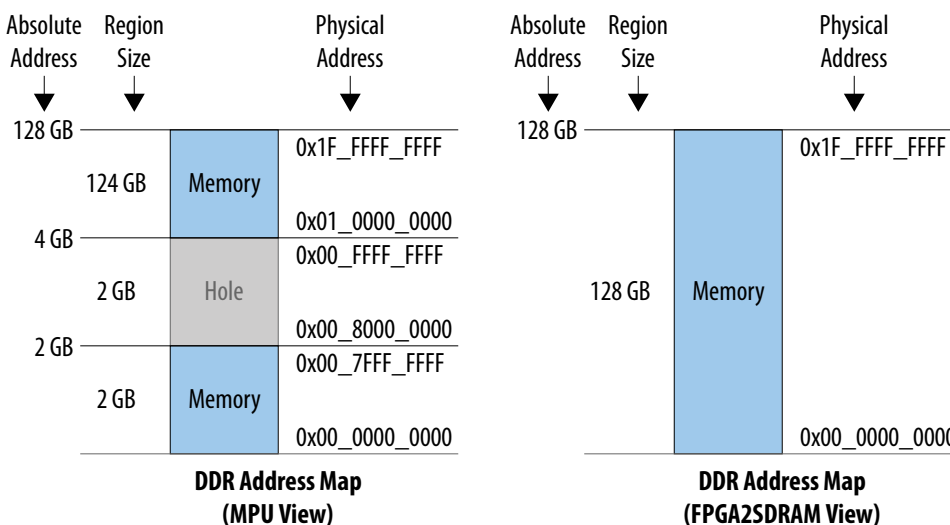 Absolute Address
Region Size
Physical Address
128 GB
0x1F_FFFF_FFFF
124 GB
Memory
0x01_0000_0000
4 GB
0x00_FFFF_FFFF
2 GB
Hole
0x00_8000_0000
2 GB
0x00_7FFF_FFFF
2 GB
Memory
0x00_0000_0000
DDR Address Map
(MPU View)
Absolute Address
Region Size
Physical Address
128 GB
0x1F_FFFF_FFFF
128 GB
Memory
0x00_0000_0000
DDR Address Map
(FPGA2SDRAM View)